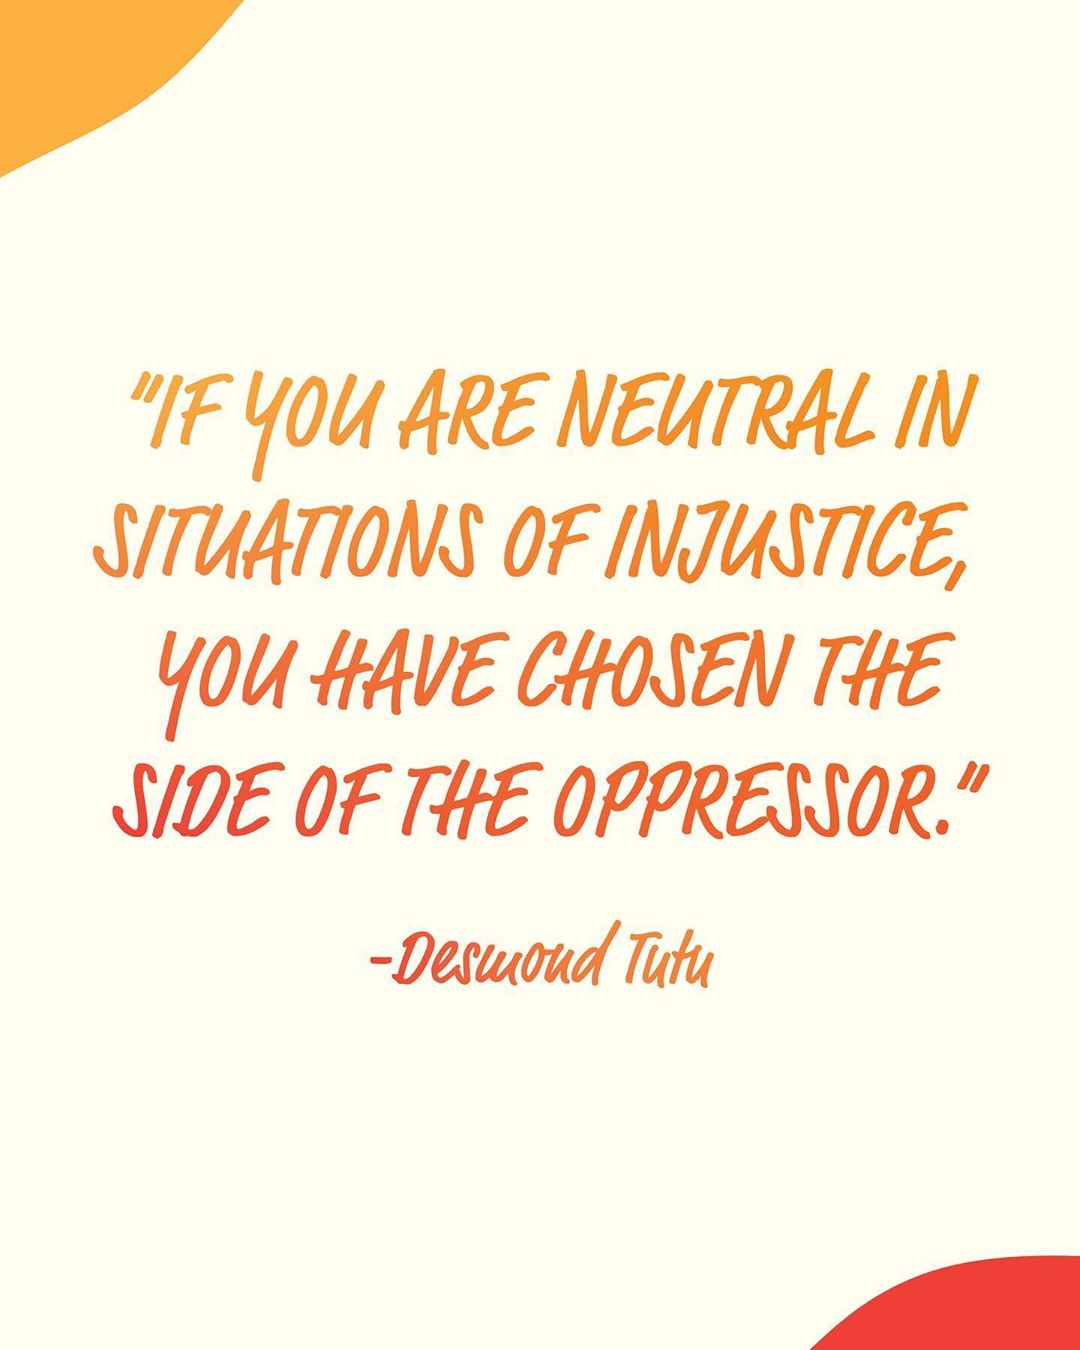 "IF YOU ARE NEUTRAL IN
SITUATIONS OF INJUSTICE,
YOU HAVE CHOSEN THE
SIDE OF THE OPPRESSOR."
-Desmond Tutu